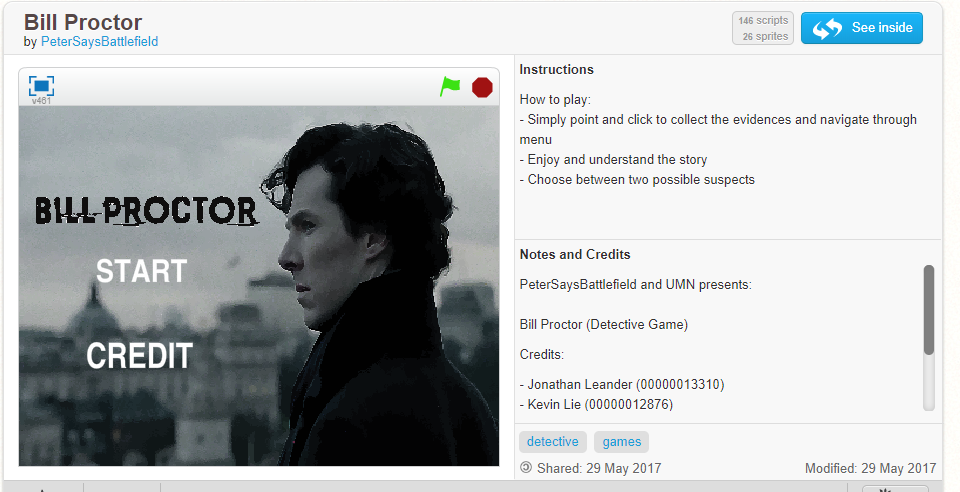 Bill Proctor
by PeterSaysBattlefield
146 scripts
26 sprites
See inside
v461
BILL PROCTOR
START
CREDIT
Instructions
How to play:
- Simply point and click to collect the evidences and navigate through
menu
- Enjoy and understand the story
- Choose between two possible suspects
Notes and Credits
PeterSaysBattlefield and UMN presents:
Bill Proctor (Detective Game)
Credits:
- Jonathan Leander (00000013310)
- Kevin Lie (00000012876)
detective games
Shared: 29 May 2017 Modified: 29 May 2017